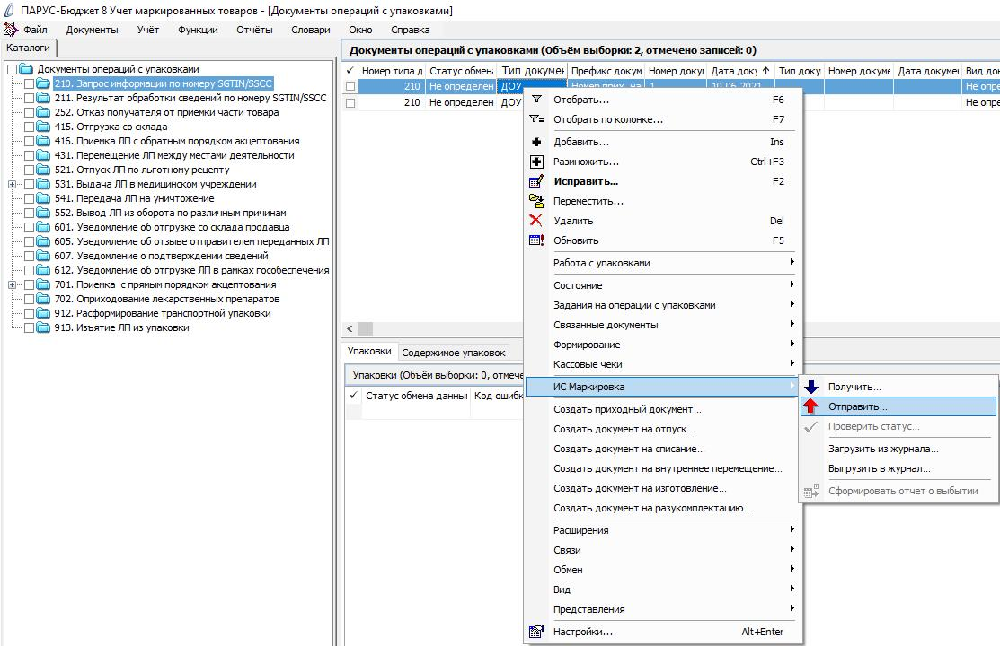 ПАРУС-Бюджет 8 Учет маркированных товаров - [Документы операций с упаковками]
Файл Документы Учёт Функции Отчёты Словари Окно Справка
Каталоги
Документы операций с упаковками
210. Запрос информации по номеру SGTIN/SSCC
211. Результат обработки сведений по номеру SGTIN/SSCC
252. Отказ получателя от приемки части товара
415. Отгрузка со склада
416. Приемка ЛП с обратным порядком акцептования
431. Перемещение ЛП между местами деятельности
521. Отпуск ЛП по льготному рецепту
531. Выдача ЛП в медицинском учреждении
541. Передача ЛП на уничтожение
552. Вывод ЛП из оборота по различным причинам
601. Уведомление об отгрузке со склада продавца
605. Уведомление об отзыве отправителем переданных ЛП
607. Уведомление о подтверждении сведений
612. Уведомление об отгрузке ЛП в рамках гособеспечения
701. Приемка с прямым порядком акцептования
702. Оприходование лекарственных препаратов
912. Расформирование транспортной упаковки
913. Изъятие ЛП из упаковки
Документы операций с упаковками (Объём выборки: 2, отмечено записей: 0)
Номер типа д Статус обмен Тип докумен Префикс докум Номер докум Дата доку Тип доку Номер докуме Дата докумен Вид до
210 Не определен ДОУ Номер прих. на 1 10.06.2021 Не опре
210 Не определен ДОУ Не опре
Отобрать... F6
Отобрать по колонке... F7
Добавить... Ins
Размножить... Ctrl+F3
Исправить... F2
Переместить...
Удалить Del
Обновить F5
Работа с упаковками
Состояние
Задания на операции с упаковками
Связанные документы
Формирование
Кассовые чеки
ИС Маркировка
Создать приходный документ...
Создать документ на отпуск...
Создать документ на списание...
Создать документ на внутреннее перемещение...
Создать документ на изготовление...
Создать документ на разукомплектацию...
Расширения
Связи
Обмен
Вид
Представления
Настройки... Alt+Enter
Получить...
Отправить...
Проверить статус...
Загрузить из журнала...
Выгрузить в журнал...
Сформировать отчет о выбытии
Упаковки Содержимое упаковок
Упаковки (Объём выборки: 0, отмече
Статус обмена данны Код ошибк